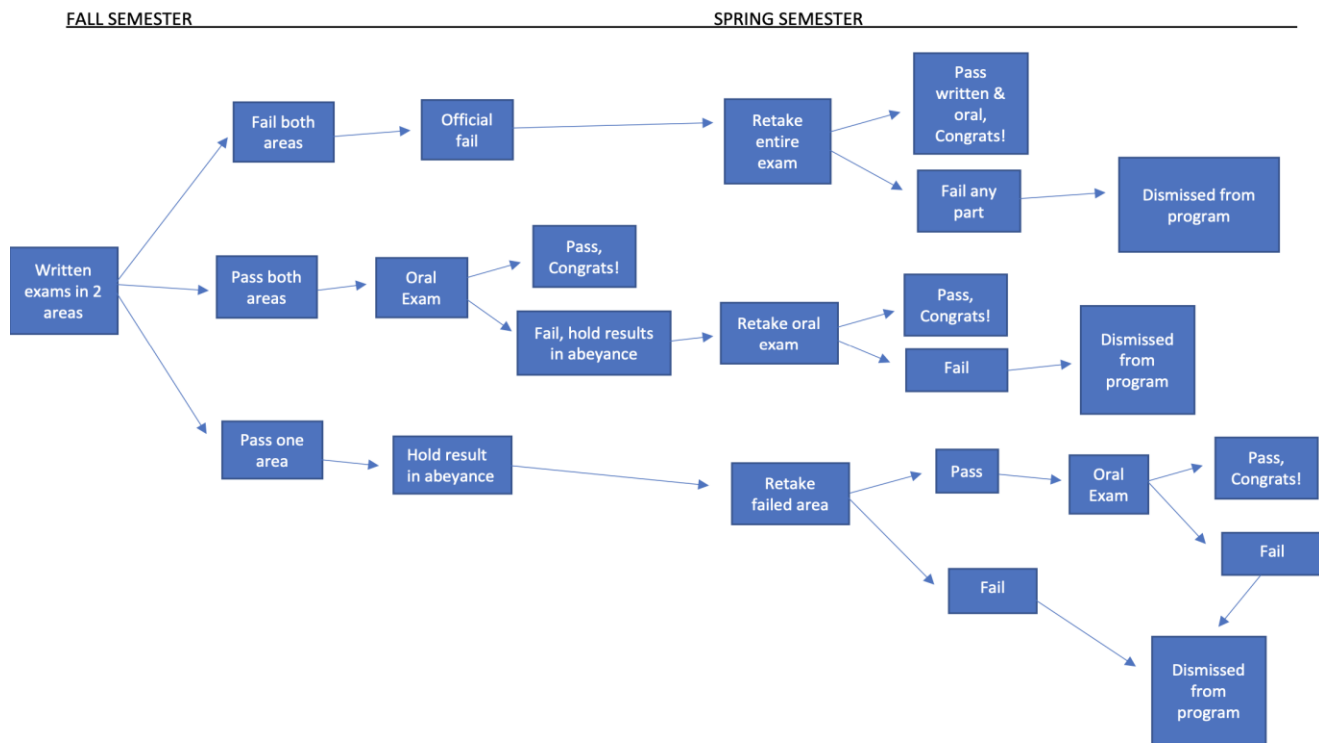 FALL SEMESTER
SPRING SEMESTER
Fail both
areas
Official
fail
Retake
entire
exam
Pass
written &
oral,
Congrats!
Fail any
part
Dismissed from
program
Written
exams in 2
areas
Pass both
areas
Oral
Exam
Pass,
Congrats!
Fail, hold results
in abeyance
Retake oral
exam
Pass,
Congrats!
Fail
Dismissed
from
program
Pass one
area
Hold result
in abeyance
Retake
failed area
Pass
Oral
Exam
Pass,
Congrats!
Fail
Fail
Dismissed
from
program